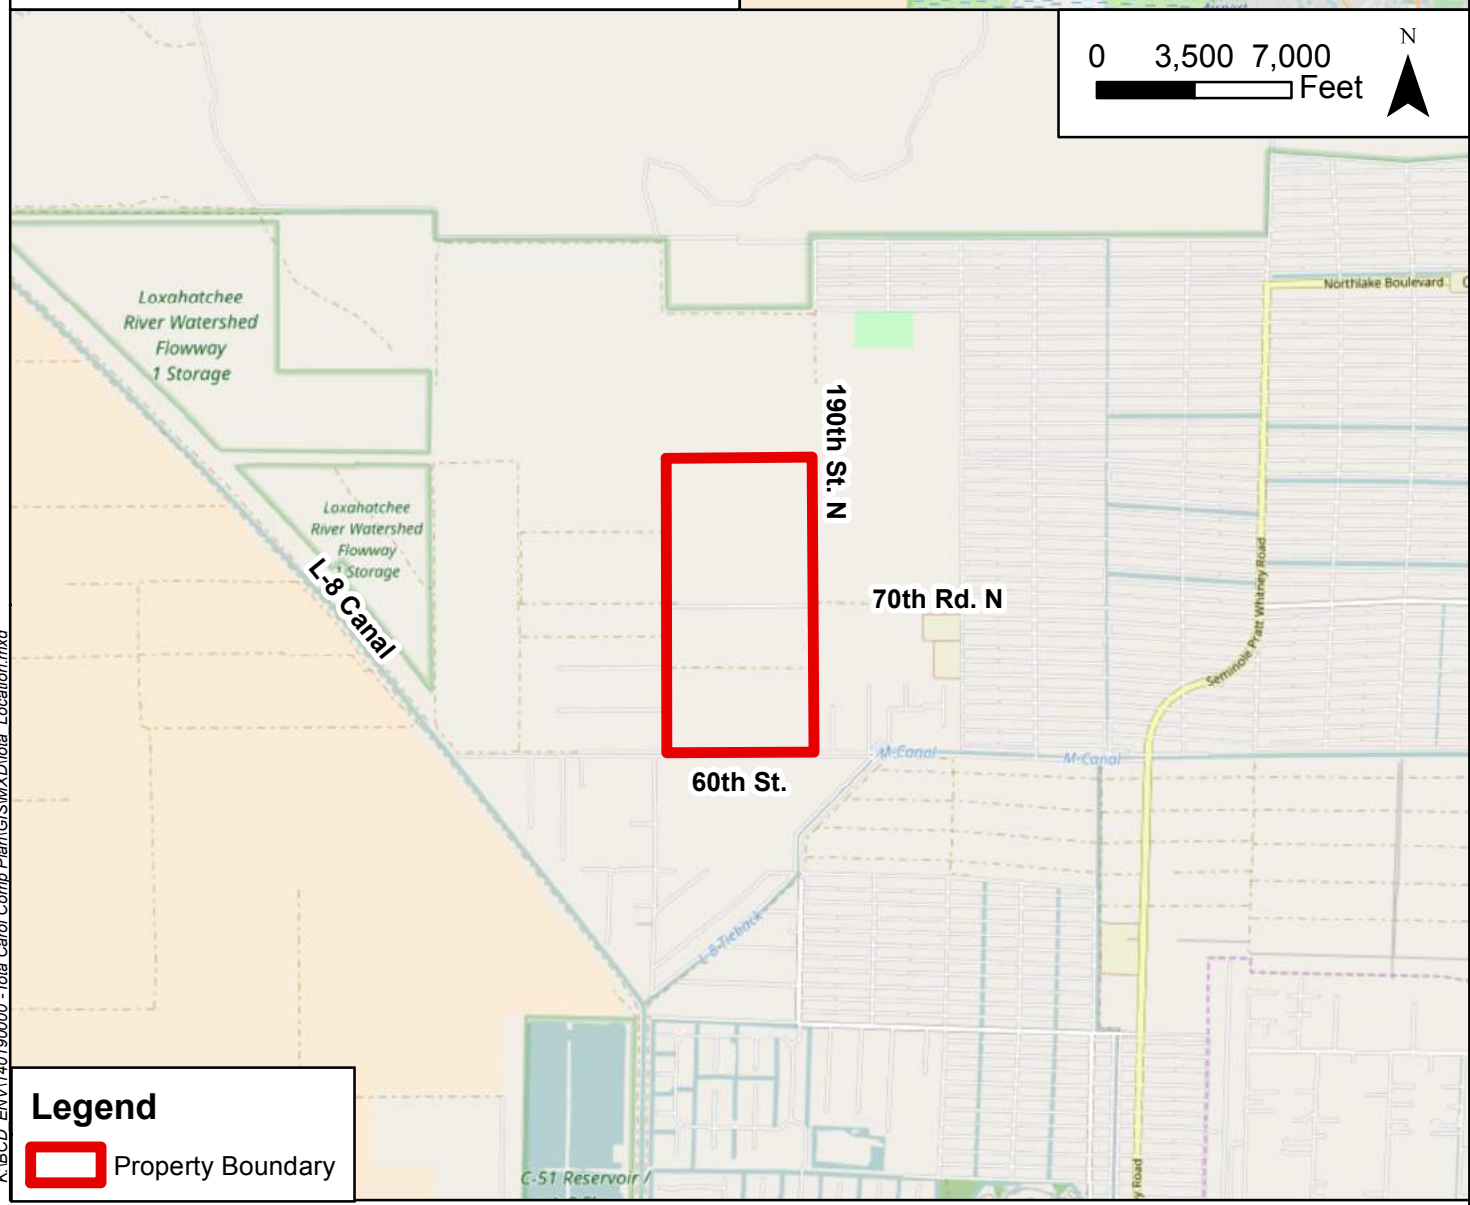 0 3,500 7,000
Feet
N
Loxahatchee
River Watershed
Flowway
1 Storage
Northlake Boulevard
190th St. N
Loxahatchee
River Watershed
Flowway
1 Storage
L-8 Canal
70th Rd. N
Seminole Pratt Whitney Road
M-Canal
M-Canal
60th St.
L-8 Tieback
Legend
Property Boundary
C-51 Reservoir /
y Road